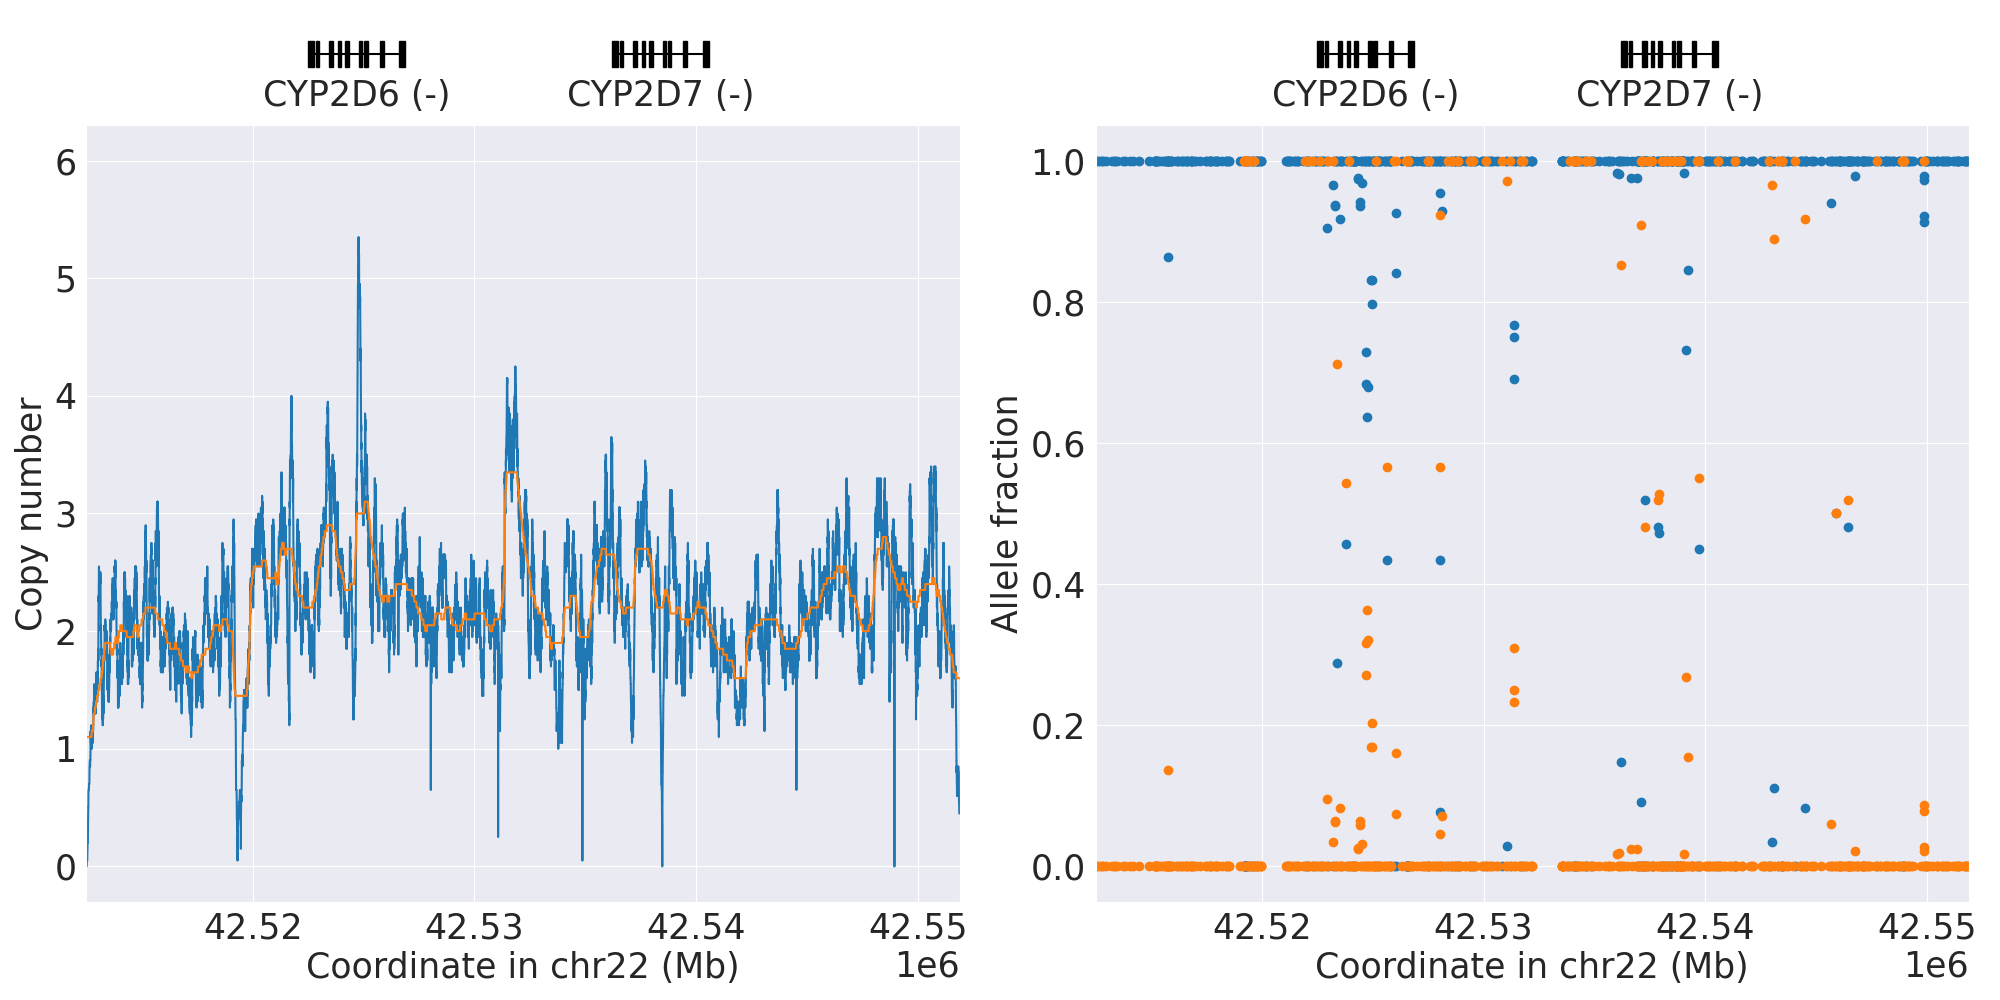 CYP2D6 (-) CYP2D7 (-)
6
5
4
3
2
1
0
Copy number
42.52 42.53 42.54 42.55
Coordinate in chr22 (Mb)
1e6
CYP2D6 (-) CYP2D7 (-)
1.0
0.8
0.6
0.4
0.2
0.0
Allele fraction
42.52 42.53 42.54 42.55
Coordinate in chr22 (Mb)
1e6